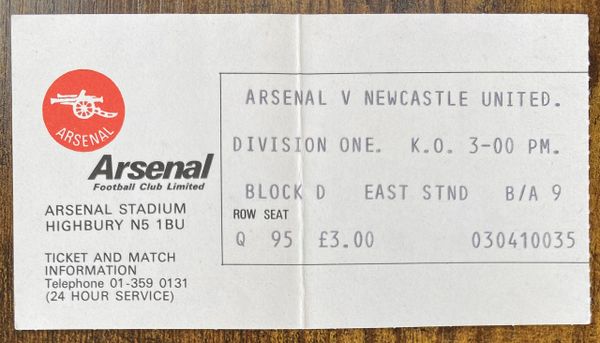 ARSENAL
Arsenal
Football Club Limited
ARSENAL STADIUM
HIGHBURY N5 1BU
TICKET AND MATCH
INFORMATION
Telephone 01-359 0131
(24 HOUR SERVICE)
ARSENAL V NEWCASTLE UNITED.
DIVISION ONE. K.O. 3-00 PM.
BLOCK D EAST STND B/A 9
ROW SEAT
Q 95 £3.00 030410035